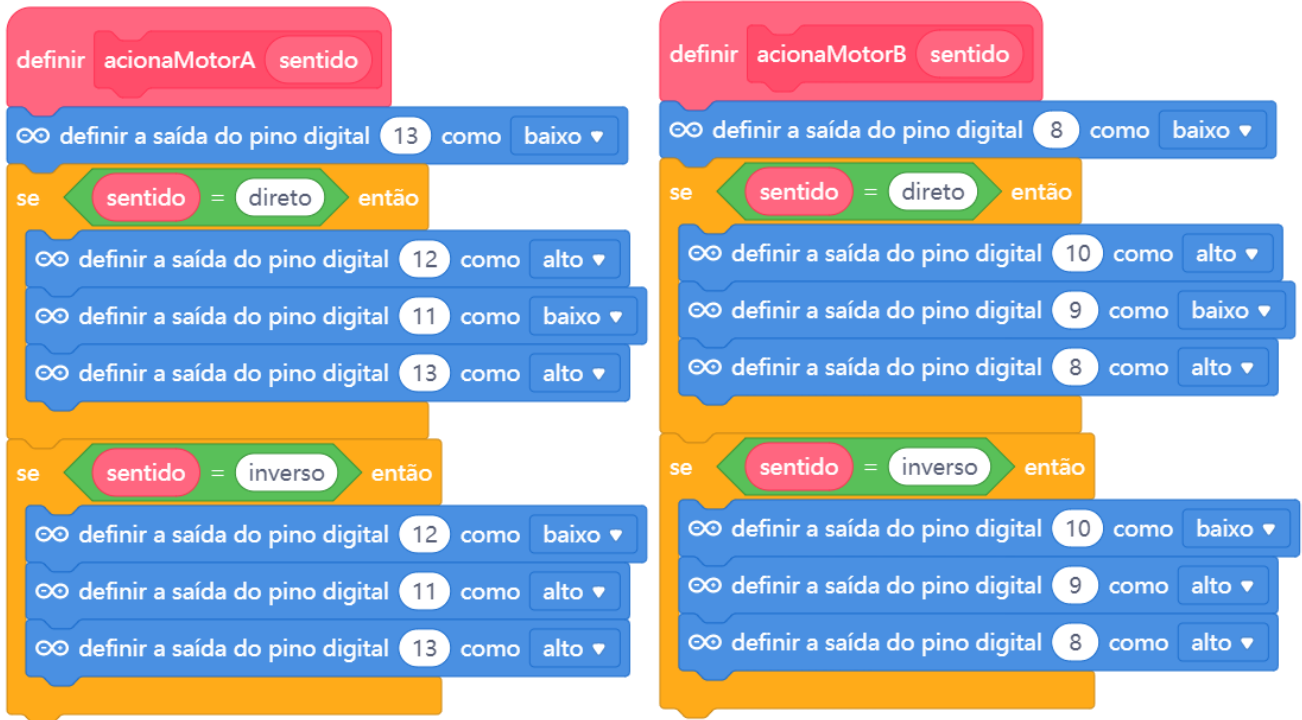 definir acionaMotorA sentido
definir a saída do pino digital 13 como baixo
se sentido = direto então
definir a saída do pino digital 12 como alto
definir a saída do pino digital 11 como baixo
definir a saída do pino digital 13 como alto
se sentido = inverso então
definir a saída do pino digital 12 como baixo
definir a saída do pino digital 11 como alto
definir a saída do pino digital 13 como alto
definir acionaMotorB sentido
definir a saída do pino digital 8 como baixo
se sentido = direto então
definir a saída do pino digital 10 como alto
definir a saída do pino digital 9 como baixo
definir a saída do pino digital 8 como alto
se sentido = inverso então
definir a saída do pino digital 10 como baixo
definir a saída do pino digital 9 como alto
definir a saída do pino digital 8 como alto